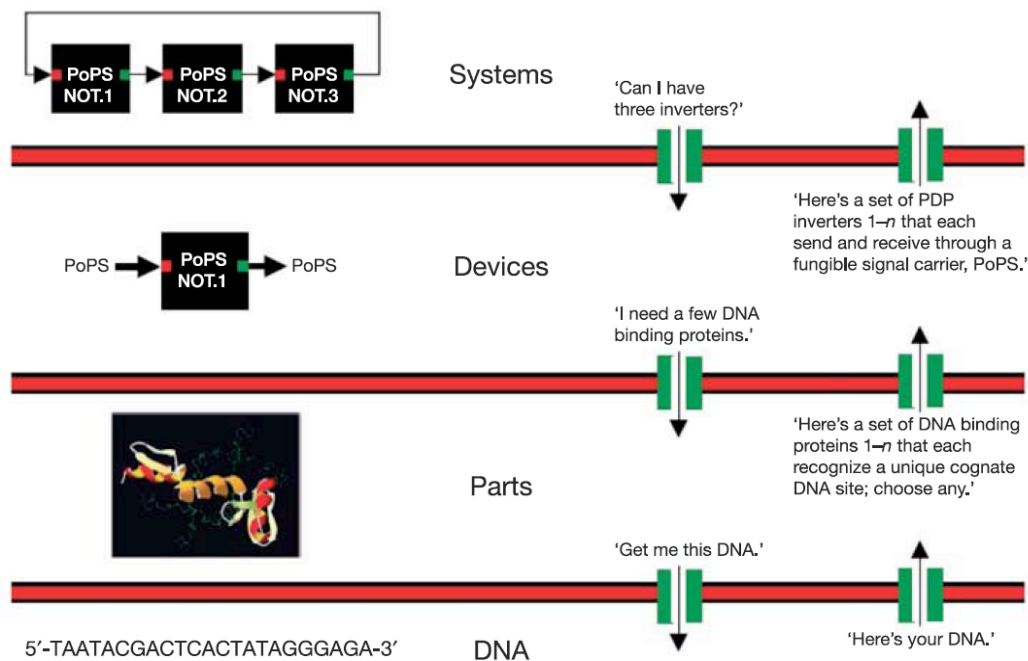 PoPS
NOT.1
PoPS
NOT.2
PoPS
NOT.3
Systems
‘Can I have
three inverters?’
‘Here’s a set of PDP
inverters 1–n that each
send and receive through a
fungible signal carrier, PoPS.’
PoPS
PoPS
NOT.1
PoPS
Devices
‘I need a few DNA
binding proteins.’
‘Here’s a set of DNA binding
proteins 1–n that each
recognize a unique cognate
DNA site; choose any.’
Parts
‘Get me this DNA.’
5′-TAATACGACTCACTATAGGGAGA-3′
DNA
‘Here’s your DNA.’